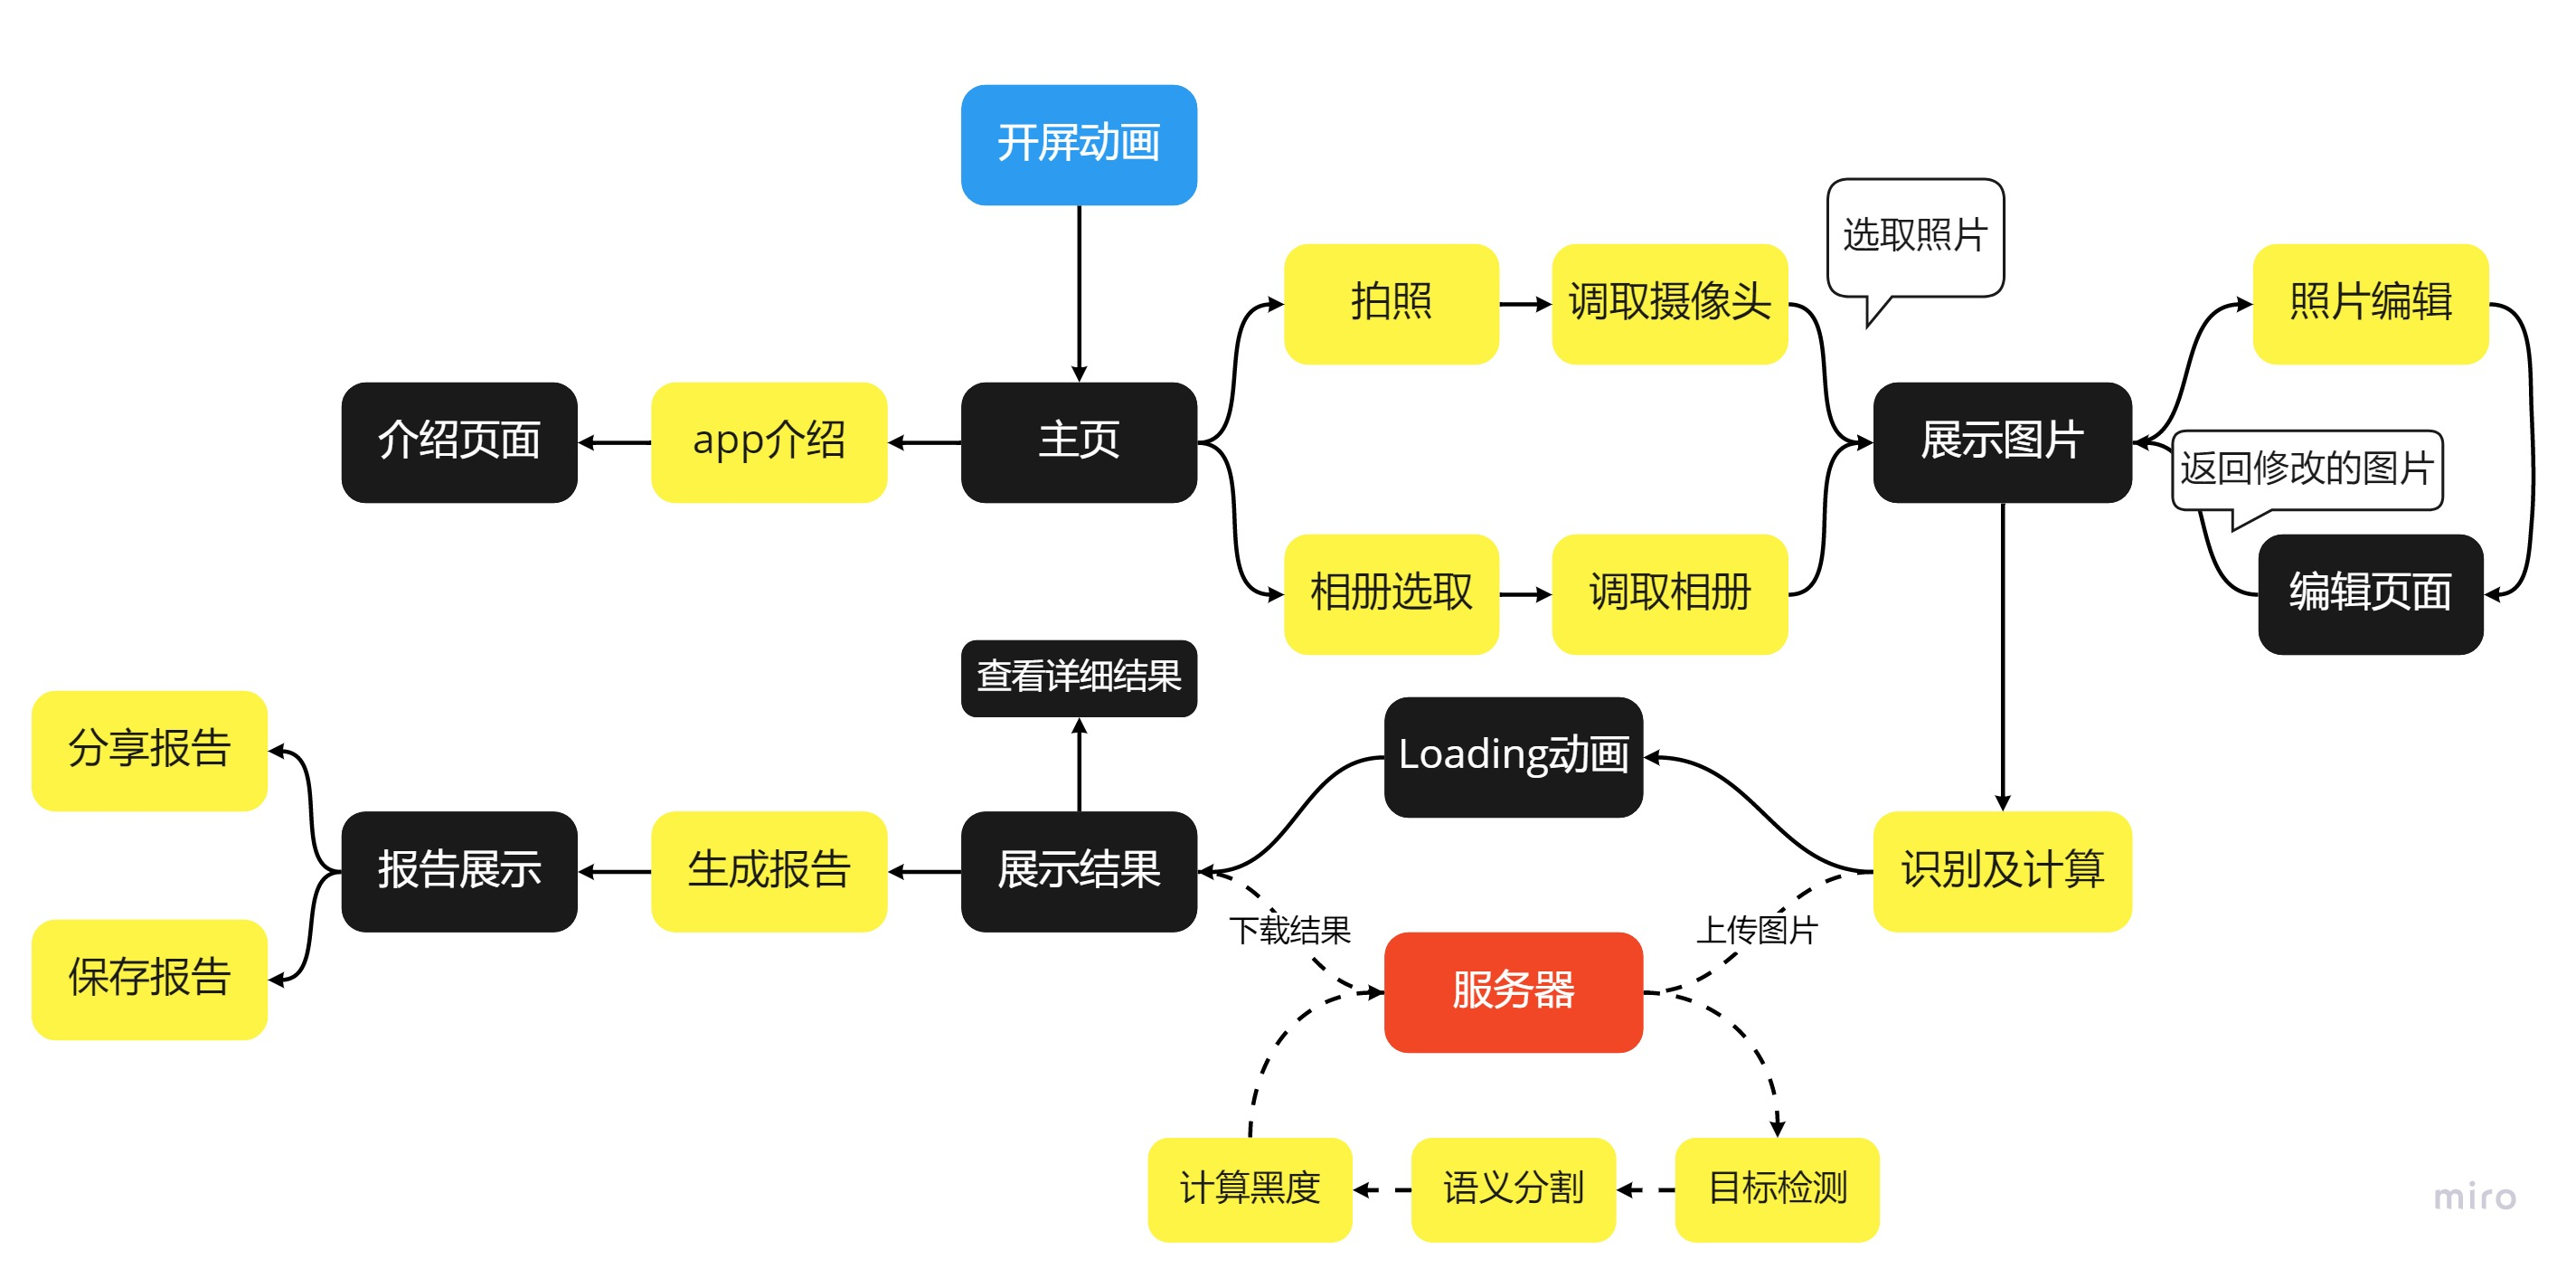 开屏动画
选取照片
拍照
调取摄像头
照片编辑
介绍页面
app介绍
主页
展示图片
返回修改的图片
相册选取
调取相册
编辑页面
查看详细结果
分享报告
Loading动画
报告展示
生成报告
展示结果
识别及计算
下载结果
上传图片
保存报告
服务器
计算黑度
语义分割
目标检测
miro